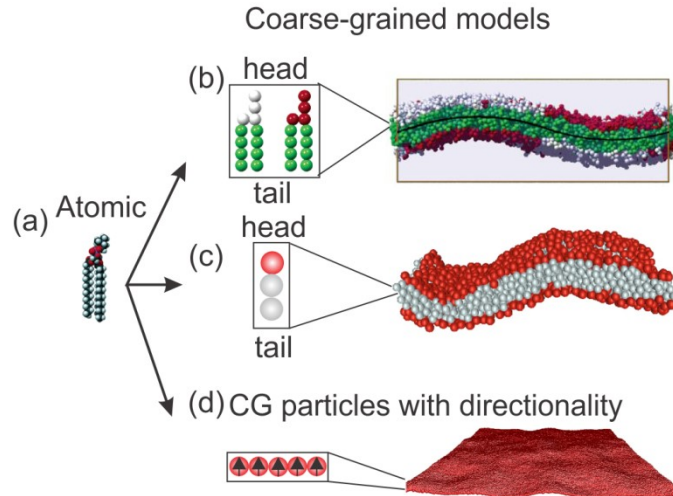 Coarse-grained models
(b)
head
tail
(a)
Atomic
(c)
head
tail
(d) CG particles with directionality